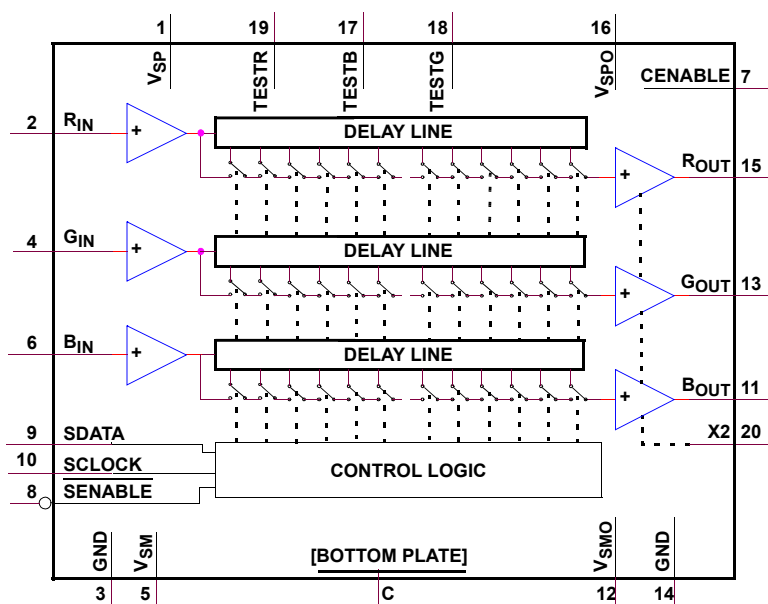 1 19 17 18 16
VSP TESTR TESTB TESTG VSPO
CENABLE 7
2 RIN + DELAY LINE + ROUT 15
4 GIN + DELAY LINE + GOUT 13
6 BIN + DELAY LINE + BOUT 11
X2 20
9 SDATA
10 SCLOCK
8 SENABLE
CONTROL LOGIC
GND VSM [BOTTOM PLATE] VSMO GND
3 5 C 12 14